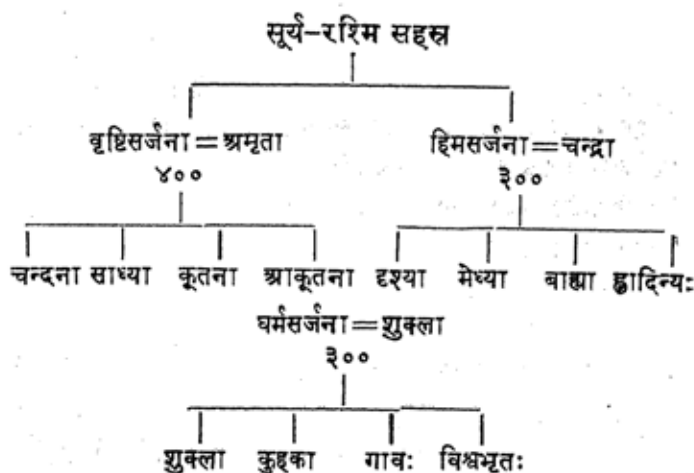 सूर्य-रश्मि सहस्र
वृष्टिसर्जना=अमृता हिमसर्जना=चन्द्रा
४०० ३००
चन्दना साध्या कूतना आकूतना दृश्या मेध्या बाह्या ह्लादिन्यः
घर्मसर्जना=शुक्ला
३००
शुक्ला कुहका गावः विश्वभृतः